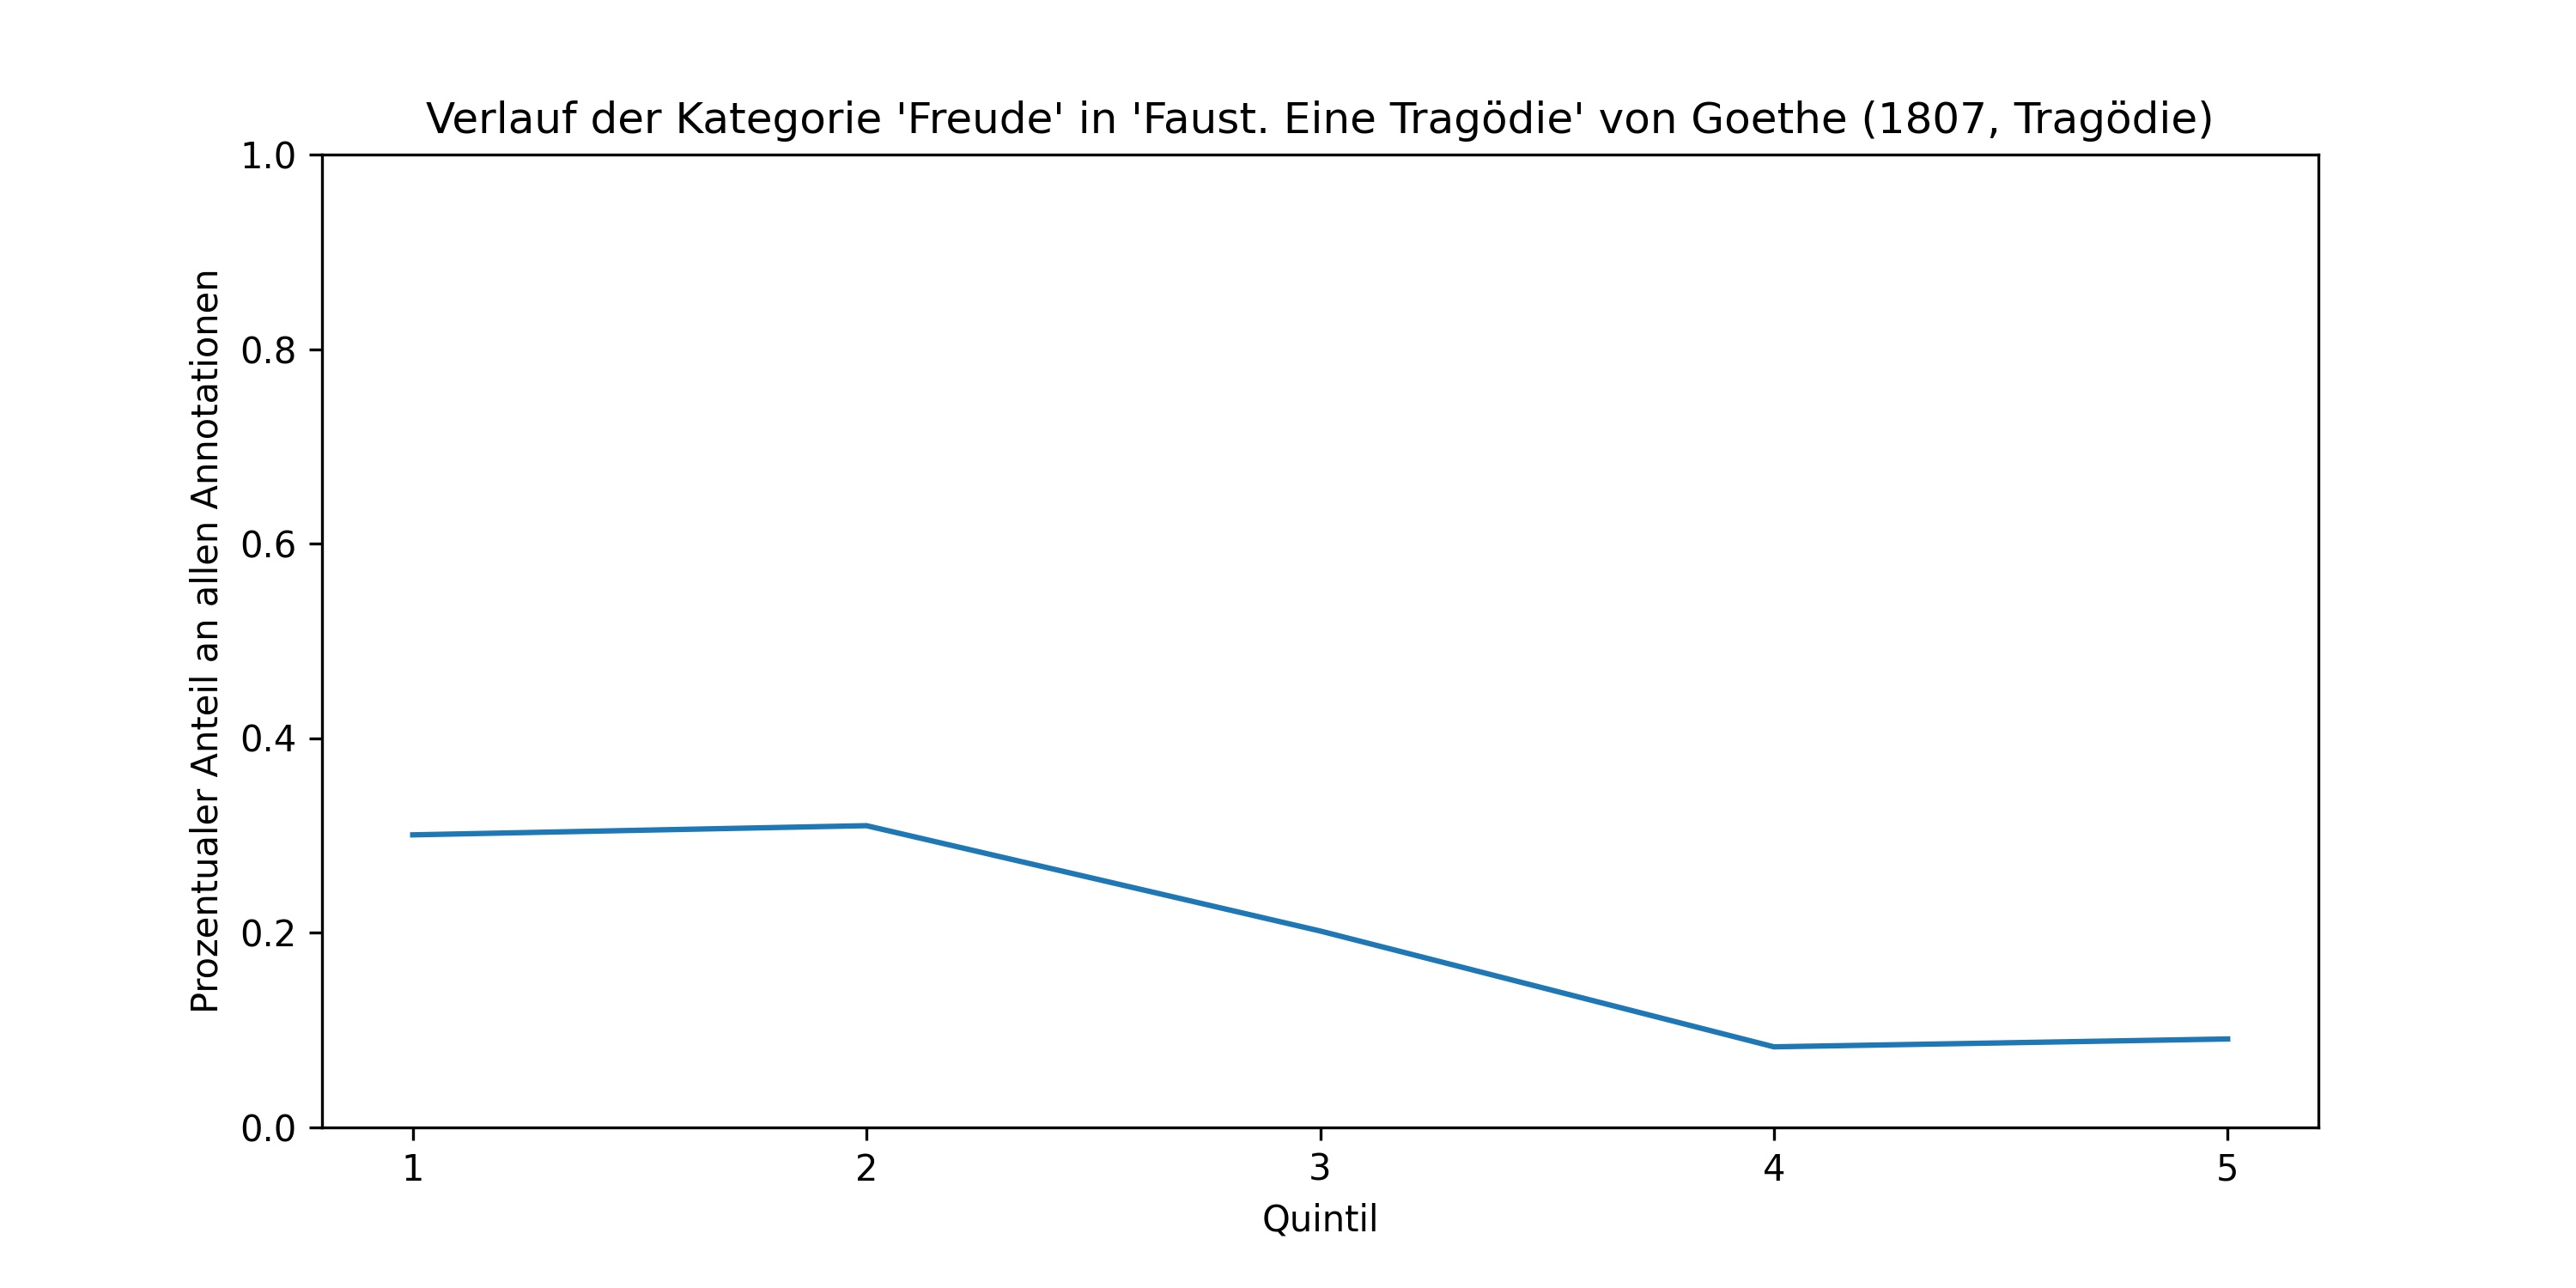 Verlauf der Kategorie 'Freude' in 'Faust. Eine Tragödie' von Goethe (1807, Tragödie)
Prozentualer Anteil an allen Annotationen
1.0
0.8
0.6
0.4
0.2
0.0
1 2 3 4 5
Quintil